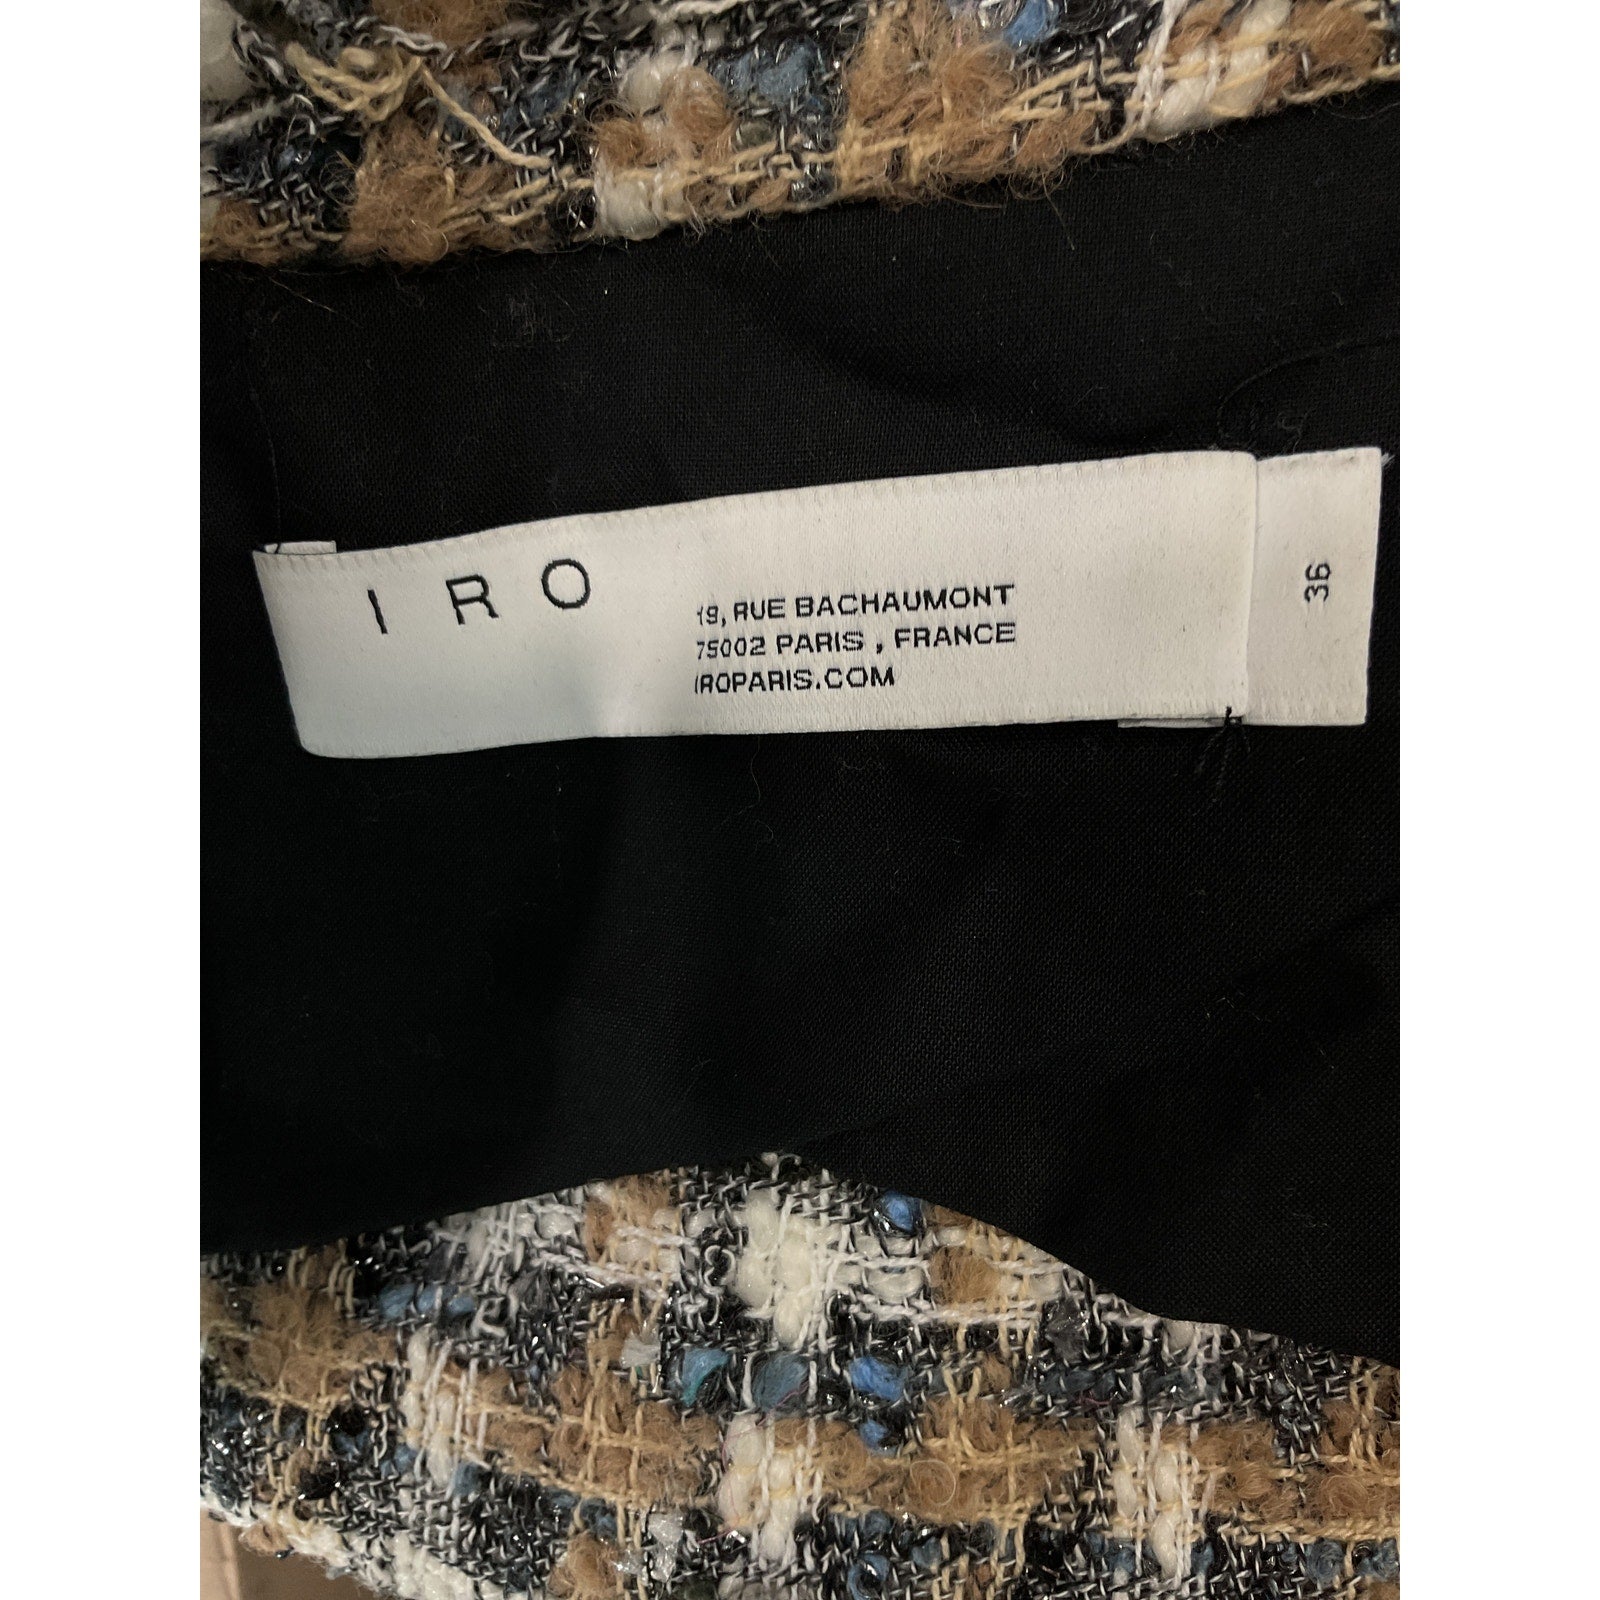 IRO
19, RUE BACHAUMONT
75002 PARIS , FRANCE
IROPARIS.COM
36